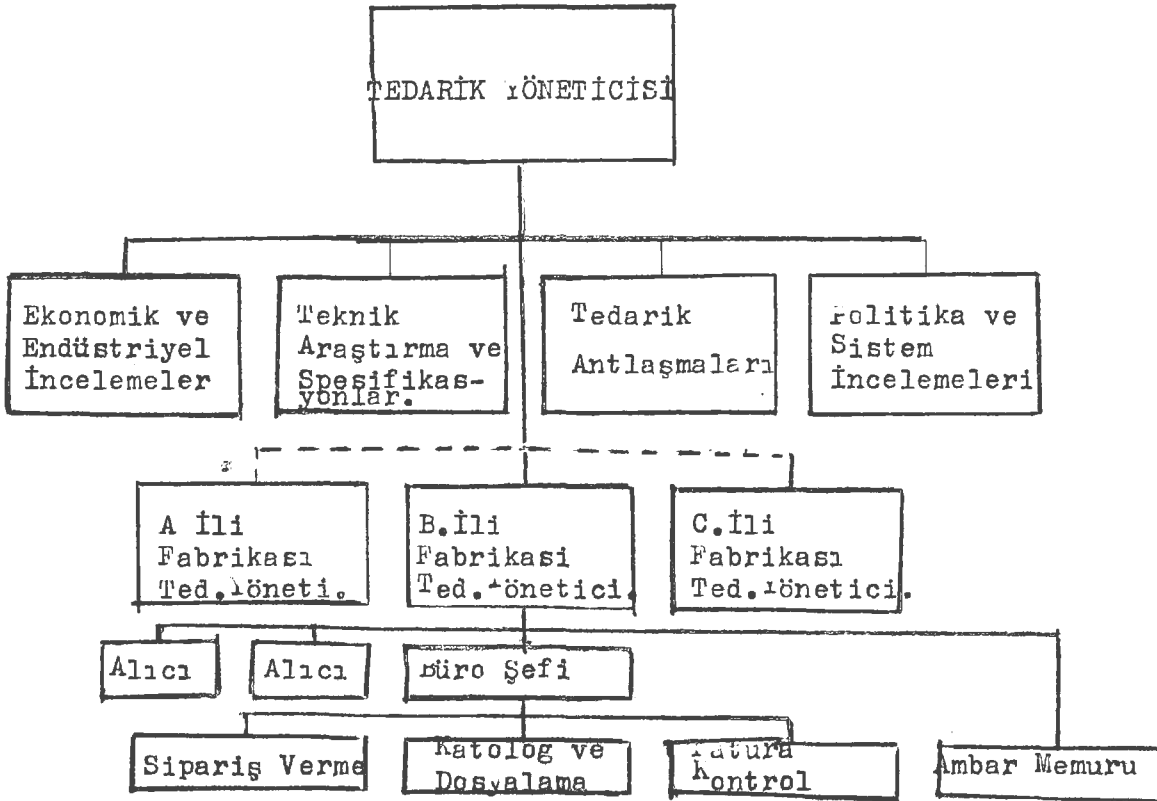 TEDARİK YÖNETİCİSİ
Ekonomik ve
Endüstriyel
İncelemeler
Teknik
Araştırma ve
Spesifikas-
yonlar.
Tedarik
Antlaşmaları
Politika ve
Sistem
İncelemeleri
A İli
Fabrikası
Ted.Yöneti.
B.İli
Fabrikasi
Ted.Yönetici.
C.İli
Fabrikası
Ted.Yönetici.
Alıcı
Alıcı
Büro Şefi
Sipariş Verme
Katolog ve
Dosyalama
Fatura
Kontrol
Ambar Memuru